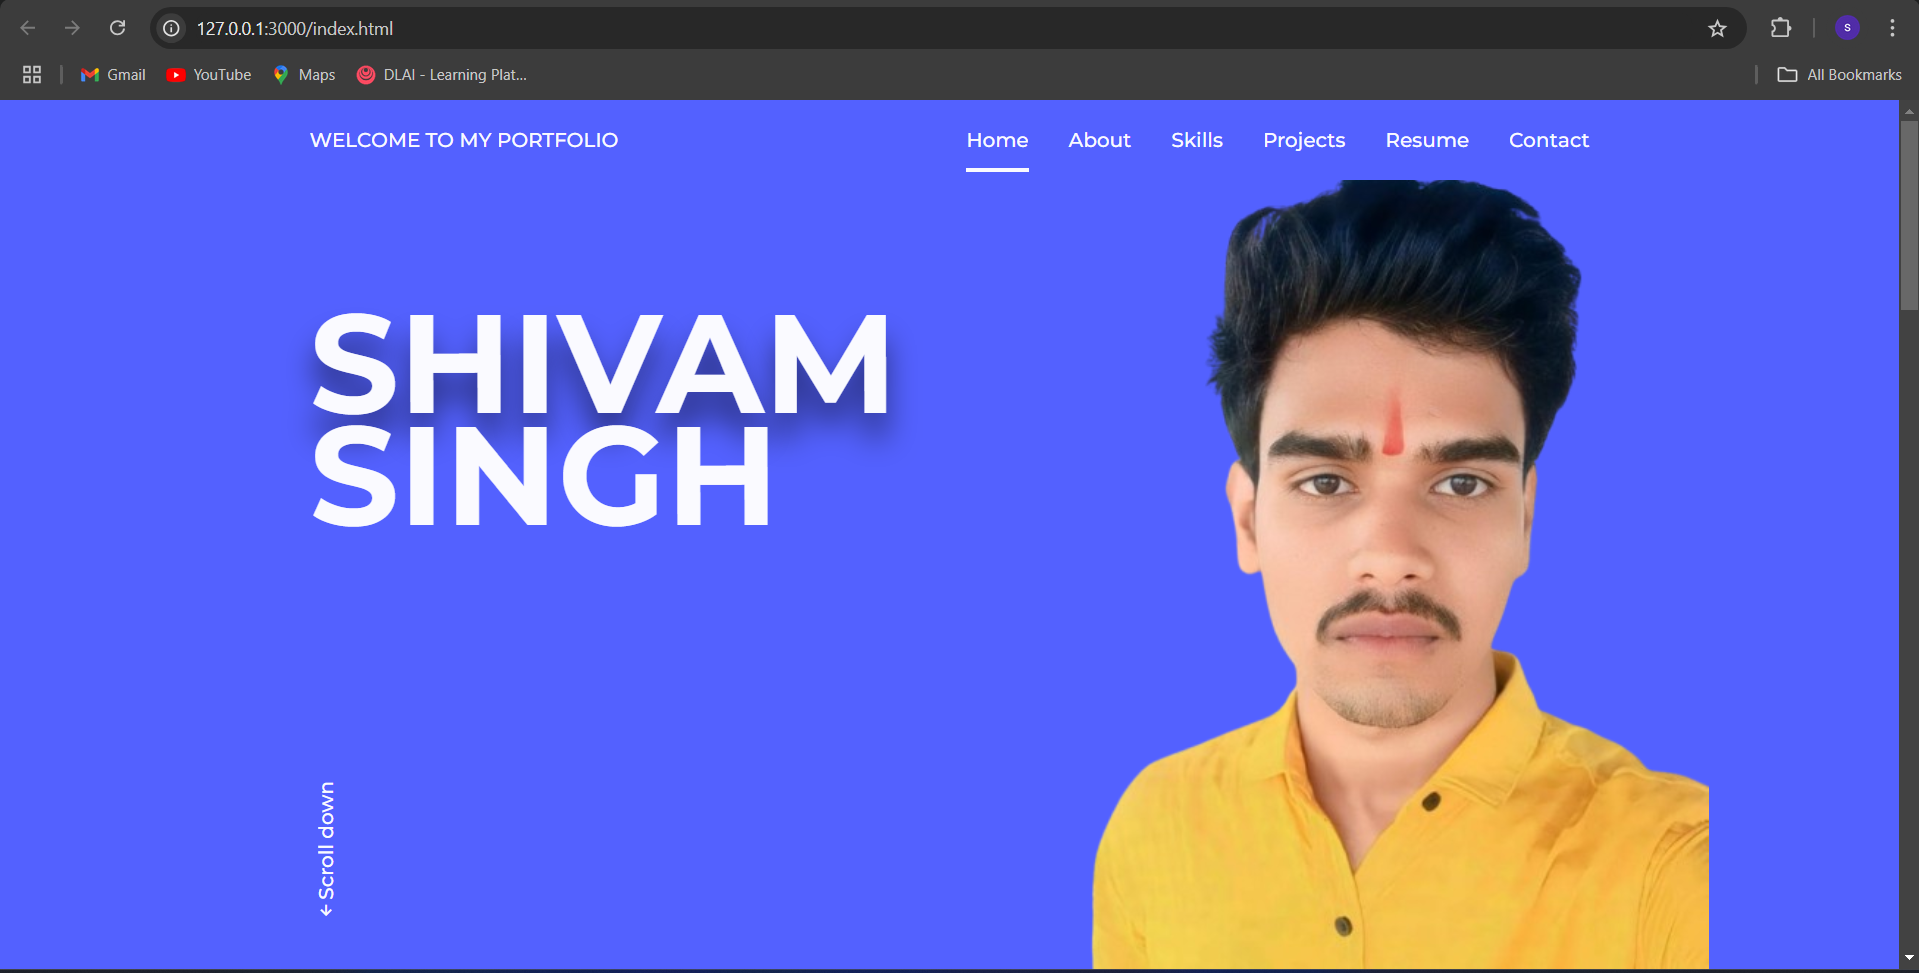 127.0.0.1:3000/index.html
S
Gmail
YouTube
Maps
DLAI - Learning Plat...
All Bookmarks
WELCOME TO MY PORTFOLIO
Home
About
Skills
Projects
Resume
Contact
SHIVAM
SINGH
← Scroll down